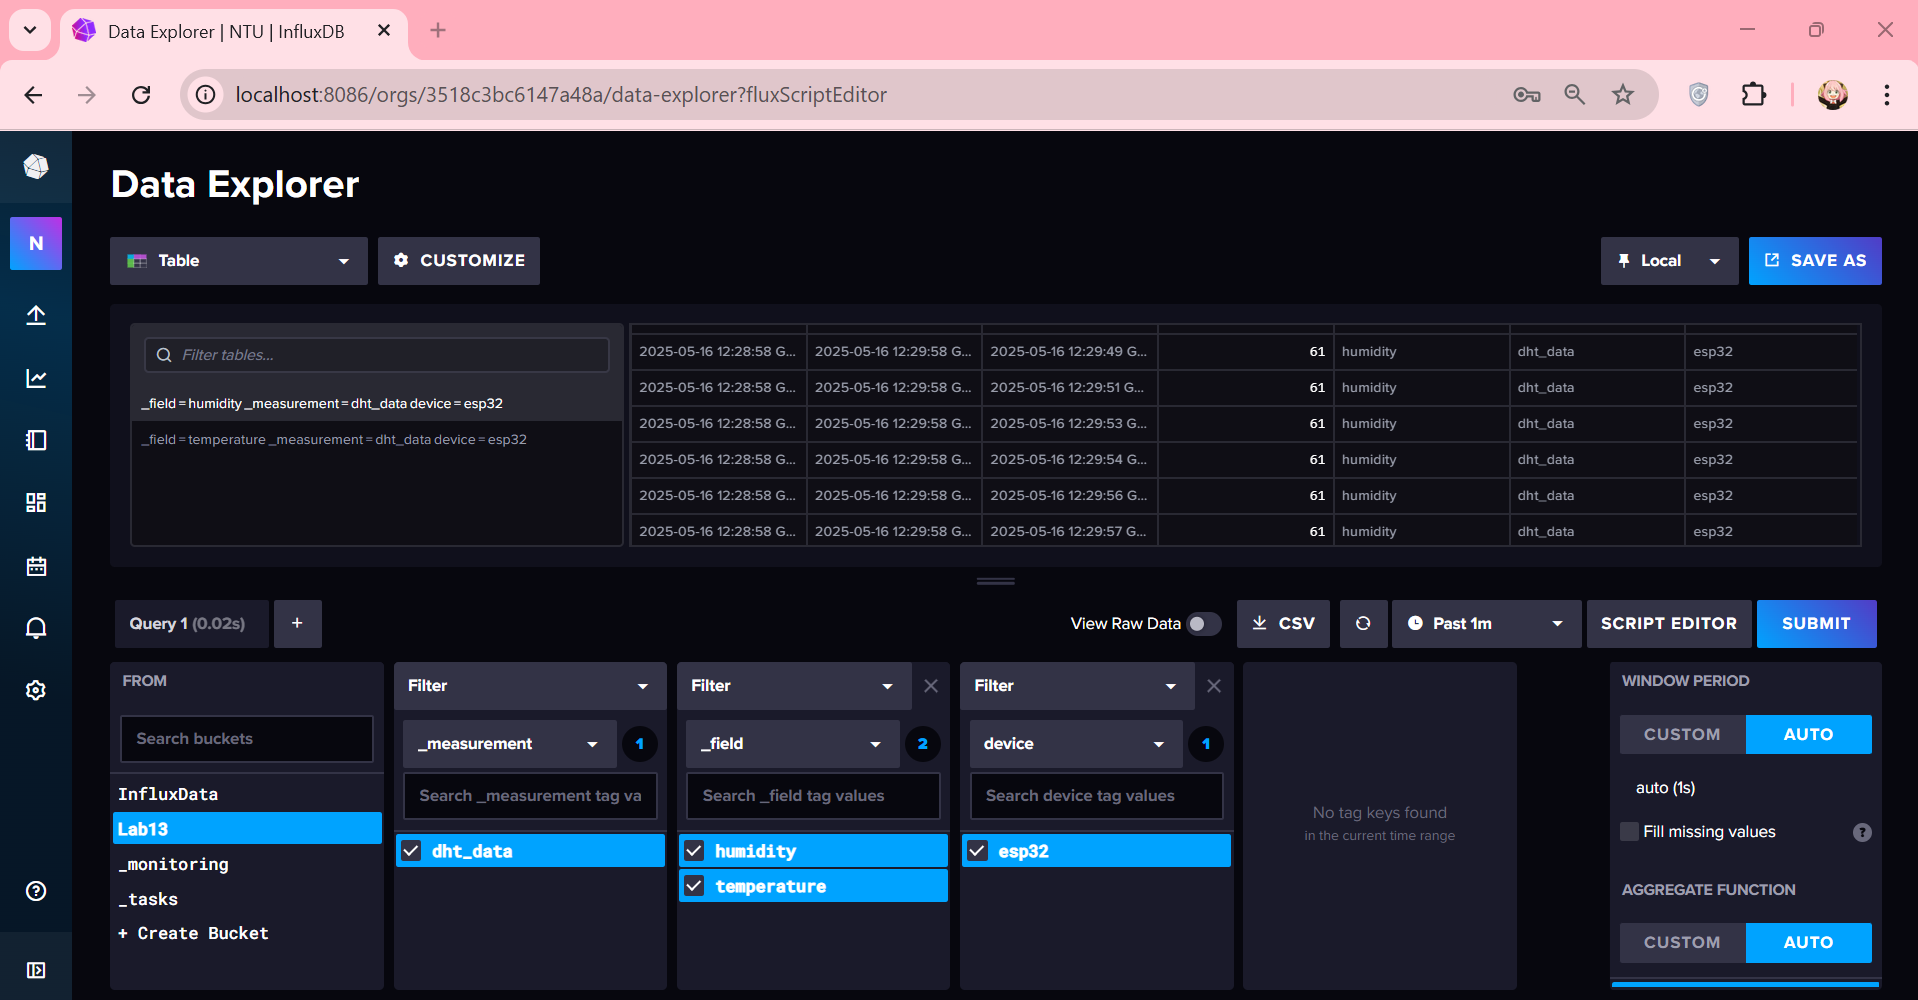 Data Explorer | NTU | InfluxDB
localhost:8086/orgs/3518c3bc6147a48a/data-explorer?fluxScriptEditor
Data Explorer
N
Table
CUSTOMIZE
Local
SAVE AS
Filter tables...
_field=humidity _measurement=dht_data device=esp32
_field=temperature _measurement=dht_data device=esp32
2025-05-16 12:28:58 G... 2025-05-16 12:29:58 G... 2025-05-16 12:29:49 G... 61 humidity dht_data esp32
2025-05-16 12:28:58 G... 2025-05-16 12:29:58 G... 2025-05-16 12:29:51 G... 61 humidity dht_data esp32
2025-05-16 12:28:58 G... 2025-05-16 12:29:58 G... 2025-05-16 12:29:53 G... 61 humidity dht_data esp32
2025-05-16 12:28:58 G... 2025-05-16 12:29:58 G... 2025-05-16 12:29:54 G... 61 humidity dht_data esp32
2025-05-16 12:28:58 G... 2025-05-16 12:29:58 G... 2025-05-16 12:29:56 G... 61 humidity dht_data esp32
2025-05-16 12:28:58 G... 2025-05-16 12:29:58 G... 2025-05-16 12:29:57 G... 61 humidity dht_data esp32
Query 1 (0.02s)
+
View Raw Data
CSV
Past 1m
SCRIPT EDITOR
SUBMIT
FROM
Search buckets
InfluxData
Lab13
_monitoring
_tasks
+ Create Bucket
Filter
_measurement 1
Search _measurement tag va
dht_data
Filter
_field 2
Search _field tag values
humidity
temperature
Filter
device 1
Search device tag values
esp32
No tag keys found
in the current time range
WINDOW PERIOD
CUSTOM AUTO
auto (1s)
Fill missing values ?
AGGREGATE FUNCTION
CUSTOM AUTO